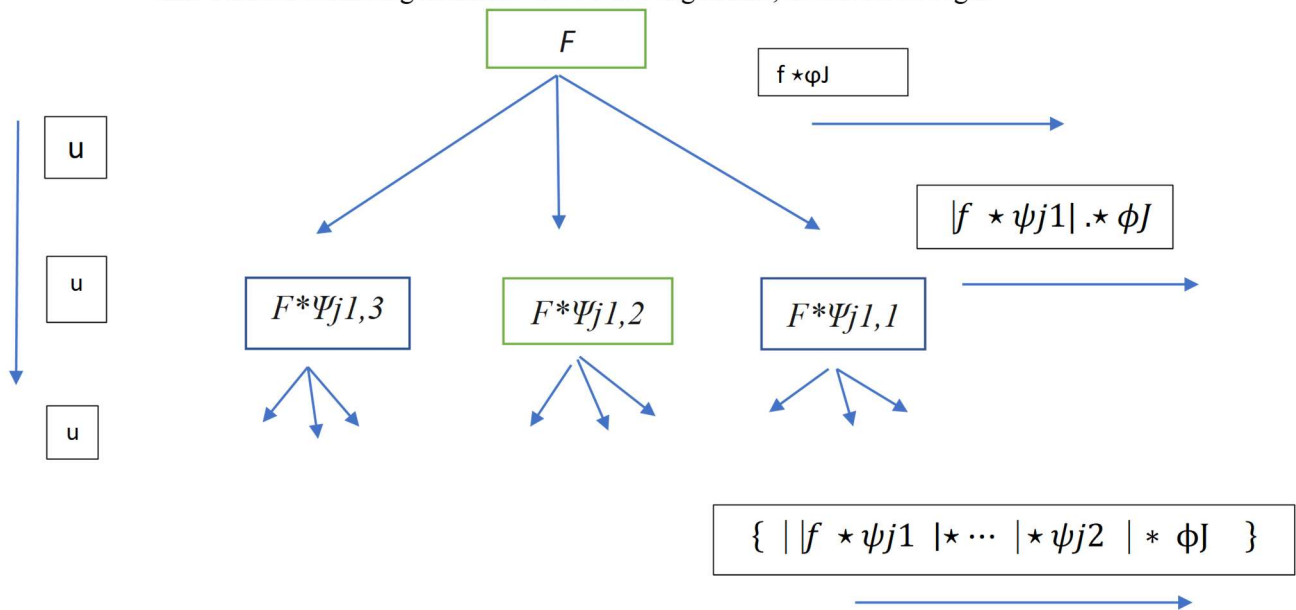 F
f ⋆φJ
u
|f ⋆ ψj1| .⋆ ϕJ
u
F*Ψj1,3
F*Ψj1,2
F*Ψj1,1
u
{ | |f ⋆ ψj1 |⋆ ⋯ |⋆ ψj2 | ∗ ϕJ }